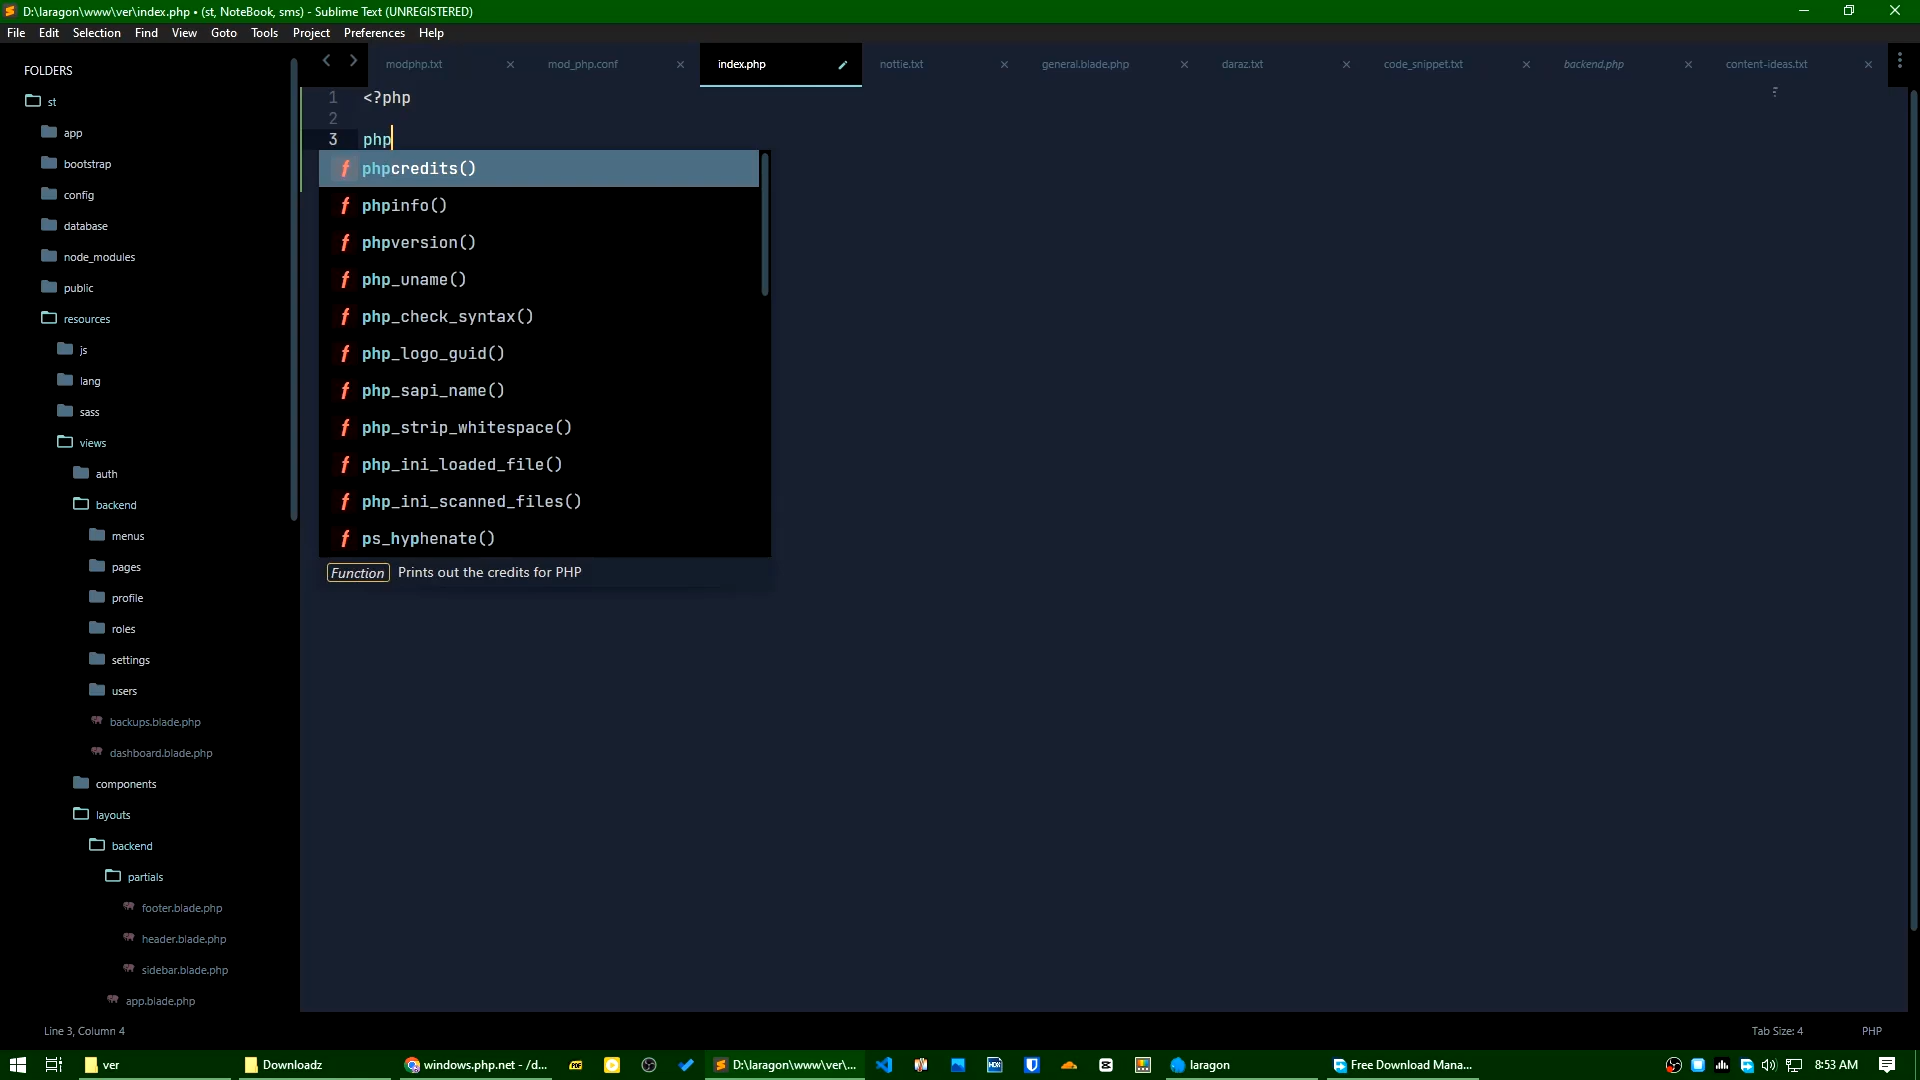 D:\laragon\www\ver\index.php • (st, NoteBook, sms) - Sublime Text (UNREGISTERED)
File Edit Selection Find View Goto Tools Project Preferences Help
FOLDERS
st
app
bootstrap
config
database
node_modules
public
resources
js
lang
sass
views
auth
backend
menus
pages
profile
roles
settings
users
backups.blade.php
dashboard.blade.php
components
layouts
backend
partials
footer.blade.php
header.blade.php
sidebar.blade.php
app.blade.php
modphp.txt mod_php.conf index.php nottie.txt general.blade.php daraz.txt code_snippet.txt backend.php content-ideas.txt
1 <?php
2
3 php
f phpcredits()
f phpinfo()
f phpversion()
f php_uname()
f php_check_syntax()
f php_logo_guid()
f php_sapi_name()
f php_strip_whitespace()
f php_ini_loaded_file()
f php_ini_scanned_files()
f ps_hyphenate()
Function Prints out the credits for PHP
Line 3, Column 4 Tab Size: 4 PHP
ver Downloadz windows.php.net - /d... D:\laragon\www\ver\... laragon Free Download Mana... 8:53 AM